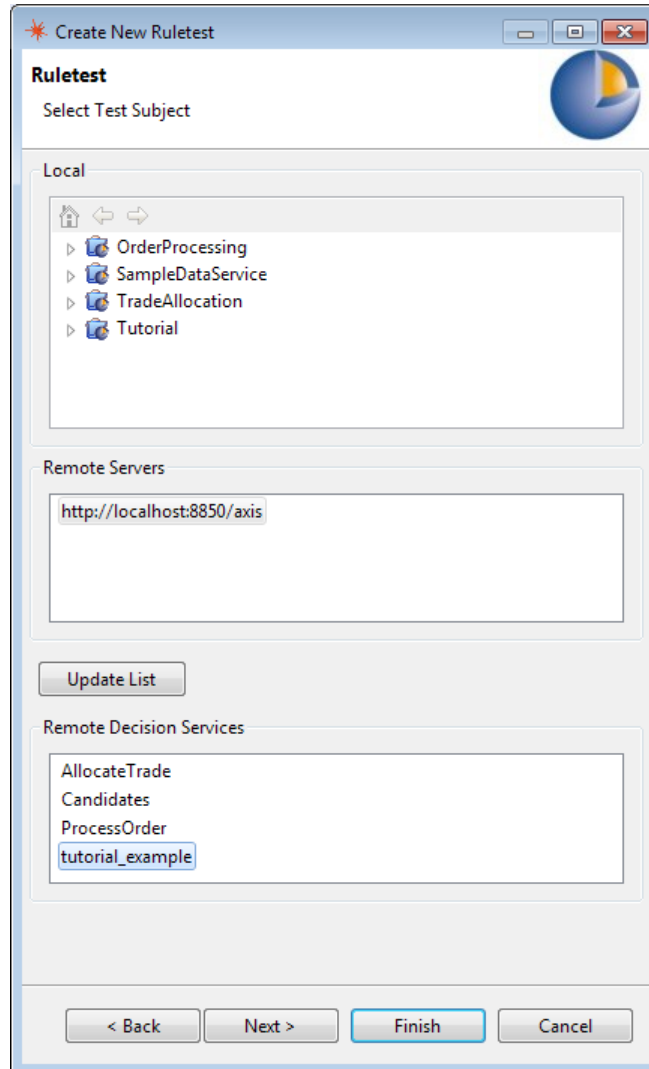 Create New Ruletest
Ruletest
Select Test Subject
Local
OrderProcessing
SampleDataService
TradeAllocation
Tutorial
Remote Servers
http://localhost:8850/axis
Update List
Remote Decision Services
AllocateTrade
Candidates
ProcessOrder
tutorial_example
< Back Next > Finish Cancel